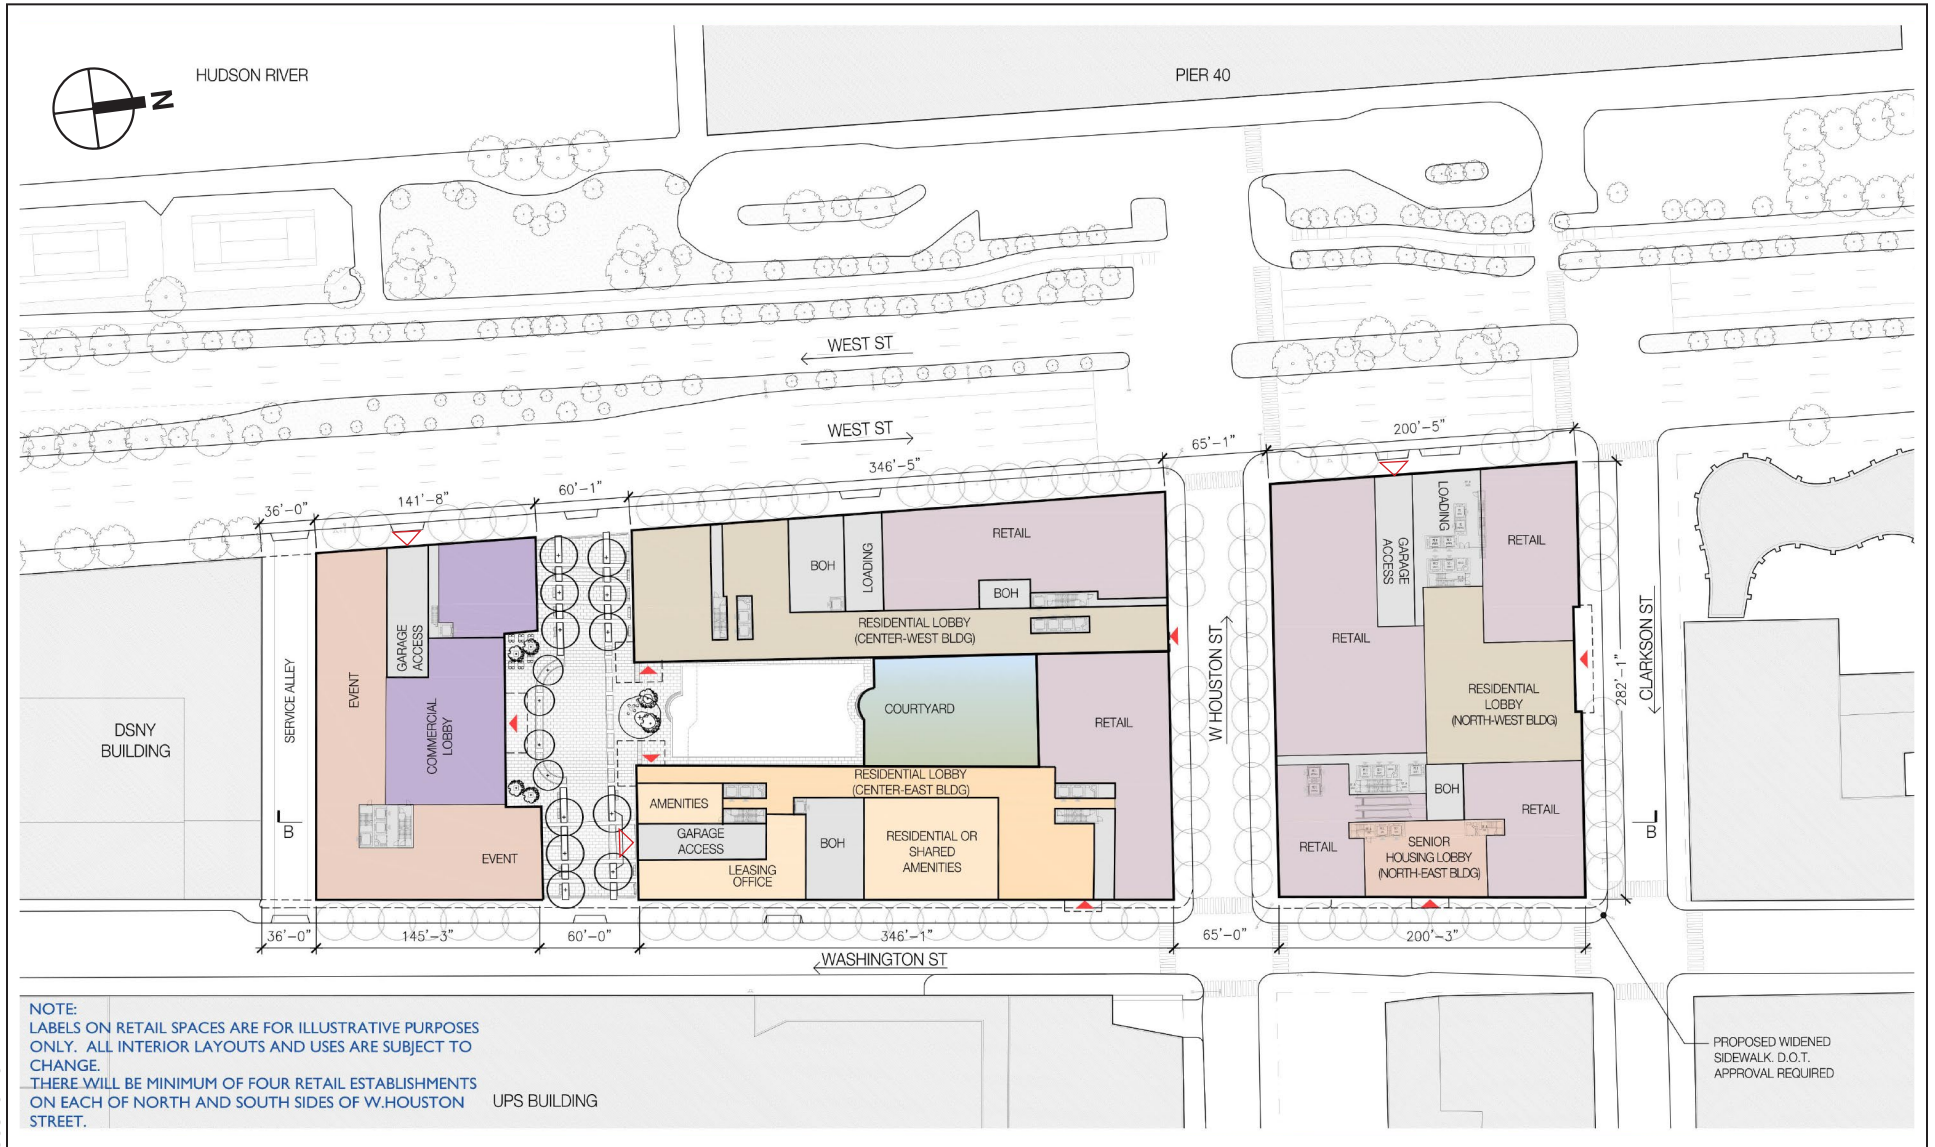 HUDSON RIVER
PIER 40
N
WEST ST
WEST ST
36'-0"
141'-8"
60'-1"
346'-5"
65'-1"
200'-5"
282'-1"
DSNY
BUILDING
SERVICE ALLEY
B
EVENT
GARAGE
ACCESS
COMMERCIAL
LOBBY
EVENT
BOH
LOADING
RETAIL
BOH
RESIDENTIAL LOBBY
(CENTER-WEST BLDG)
COURTYARD
RETAIL
RESIDENTIAL LOBBY
(CENTER-EAST BLDG)
AMENITIES
GARAGE
ACCESS
LEASING
OFFICE
BOH
RESIDENTIAL OR
SHARED
AMENITIES
W HOUSTON ST
RETAIL
GARAGE
ACCESS
LOADING
RETAIL
RESIDENTIAL
LOBBY
(NORTH-WEST BLDG)
BOH
RETAIL
RETAIL
SENIOR
HOUSING LOBBY
(NORTH-EAST BLDG)
CLARKSON ST
B
36'-0"
145'-3"
60'-0"
346'-1"
65'-0"
200'-3"
WASHINGTON ST
NOTE:
LABELS ON RETAIL SPACES ARE FOR ILLUSTRATIVE PURPOSES
ONLY. ALL INTERIOR LAYOUTS AND USES ARE SUBJECT TO
CHANGE.
THERE WILL BE MINIMUM OF FOUR RETAIL ESTABLISHMENTS
ON EACH OF NORTH AND SOUTH SIDES OF W.HOUSTON
STREET.
UPS BUILDING
PROPOSED WIDENED
SIDEWALK. D.O.T.
APPROVAL REQUIRED